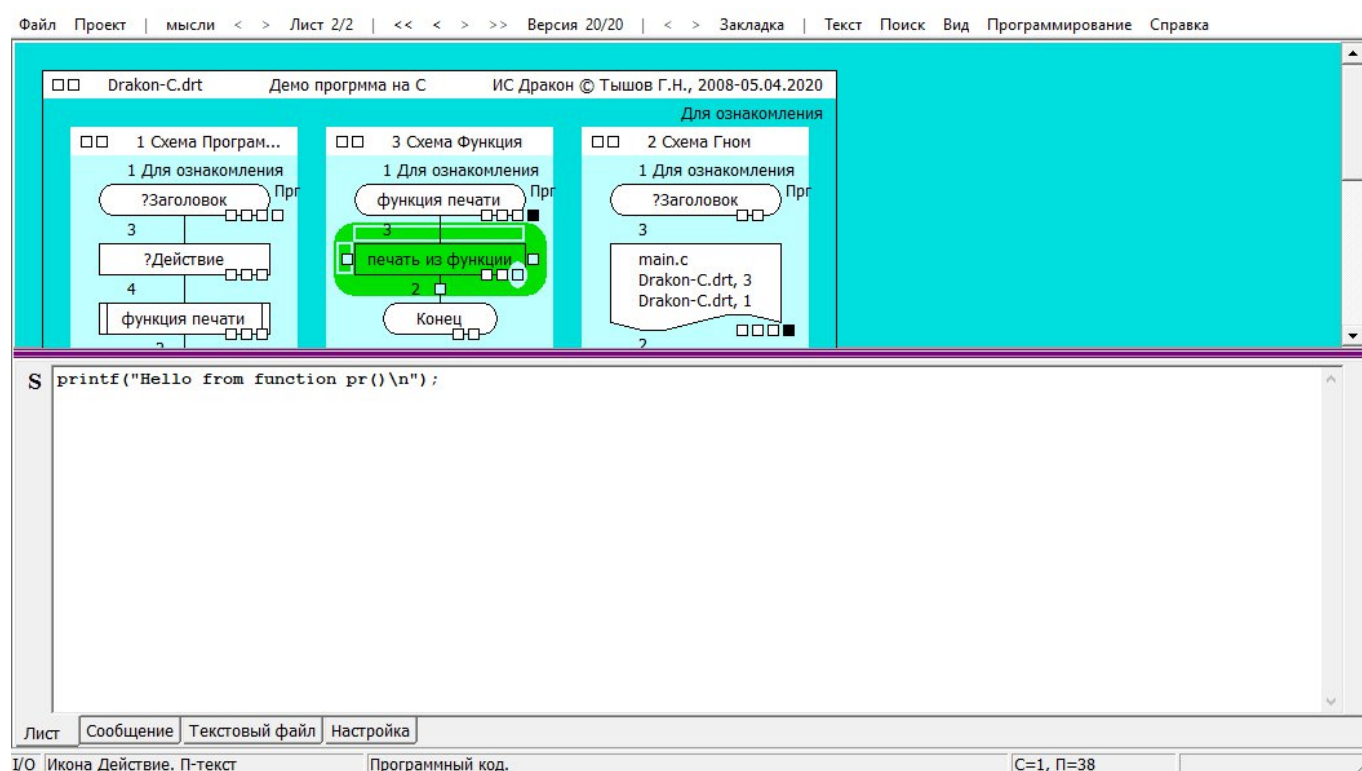 Файл Проект | мысли < > Лист 2/2 | << < > >> Версия 20/20 | < > Закладка | Текст Поиск Вид Программирование Справка
Drakon-C.drt Демо прогрмма на С ИС Дракон © Тышов Г.Н., 2008-05.04.2020
Для ознакомления
1 Схема Програм...
1 Для ознакомления
?Заголовок
Прг
3
?Действие
4
функция печати
3 Схема Функция
1 Для ознакомления
функция печати
Прг
3
печать из функции
2
Конец
2 Схема Гном
1 Для ознакомления
?Заголовок
Прг
3
main.c
Drakon-C.drt, 3
Drakon-C.drt, 1
2
S printf("Hello from function pr()\n");
Лист Сообщение Текстовый файл Настройка
I/O Икона Действие. П-текст Программный код. С=1, П=38